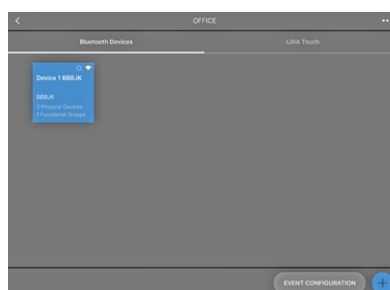 OFFICE
Bluetooth Devices
LiNA Touch
Device 1 BBBJK
BBBJK
2 Physical Devices
1 Functional Groups
EVENT CONFIGURATION